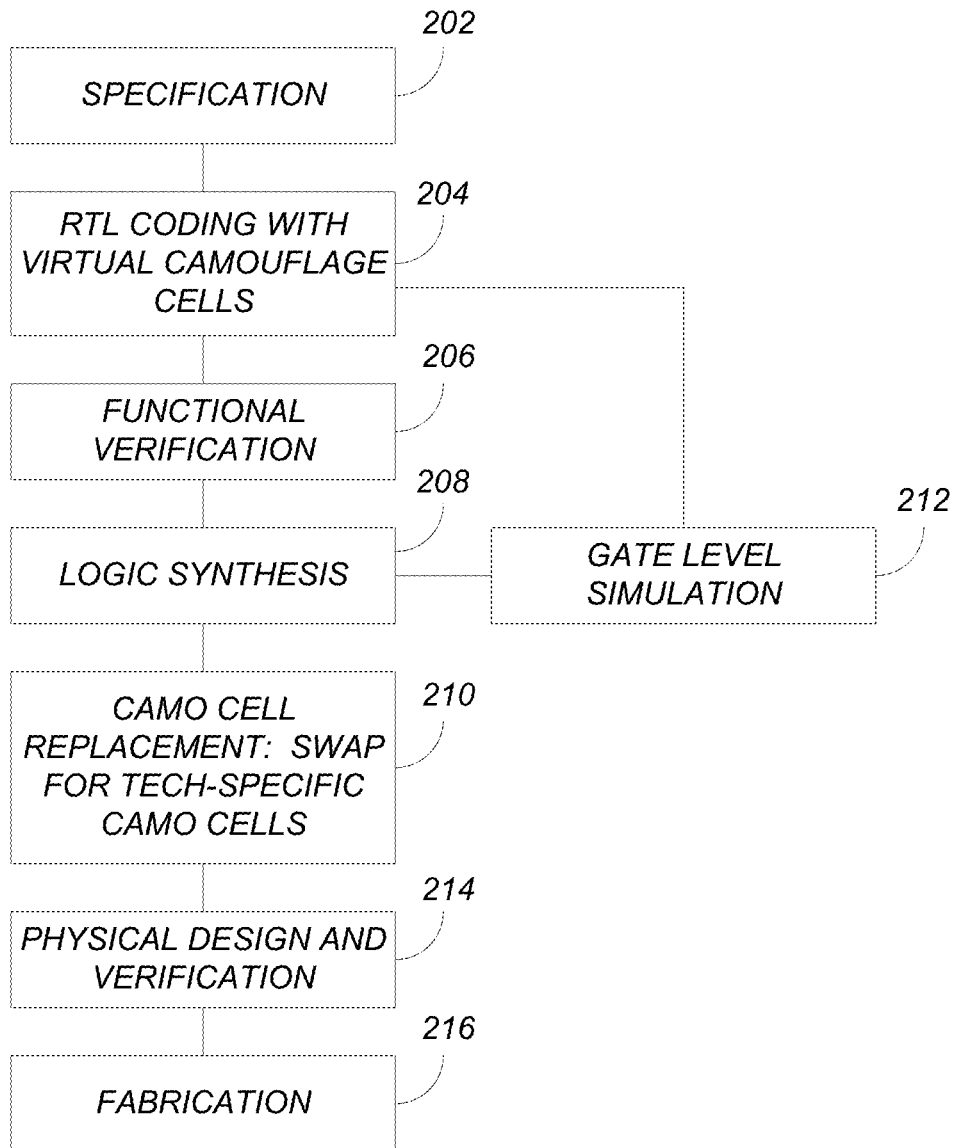 202
SPECIFICATION
204
RTL CODING WITH
VIRTUAL CAMOUFLAGE
CELLS
206
FUNCTIONAL
VERIFICATION
208
LOGIC SYNTHESIS
212
GATE LEVEL
SIMULATION
210
CAMO CELL
REPLACEMENT: SWAP
FOR TECH-SPECIFIC
CAMO CELLS
214
PHYSICAL DESIGN AND
VERIFICATION
216
FABRICATION